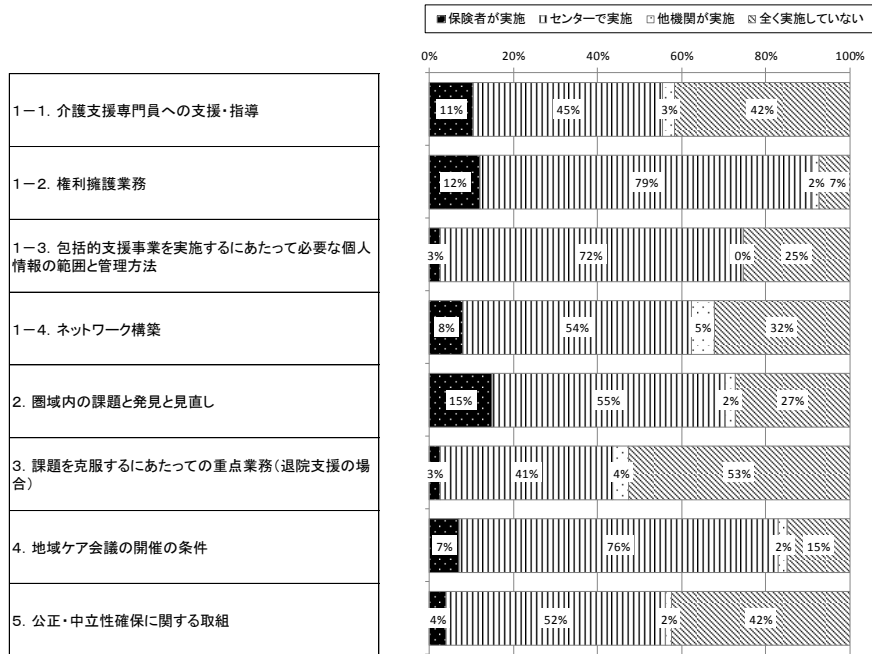 ■保険者が実施 センターで実施 他機関が実施 全く実施していない
0% 20% 40% 60% 80% 100%
1－1. 介護支援専門員への支援・指導
11% 45% 3% 42%
1－2. 権利擁護業務
12% 79% 2% 7%
1－3. 包括的支援事業を実施するにあたって必要な個人
情報の範囲と管理方法
3% 72% 0% 25%
1－4. ネットワーク構築
8% 54% 5% 32%
2. 圏域内の課題と発見と見直し
15% 55% 2% 27%
3. 課題を克服するにあたっての重点業務(退院支援の場
合)
3% 41% 4% 53%
4. 地域ケア会議の開催の条件
7% 76% 2% 15%
5. 公正・中立性確保に関する取組
4% 52% 2% 42%